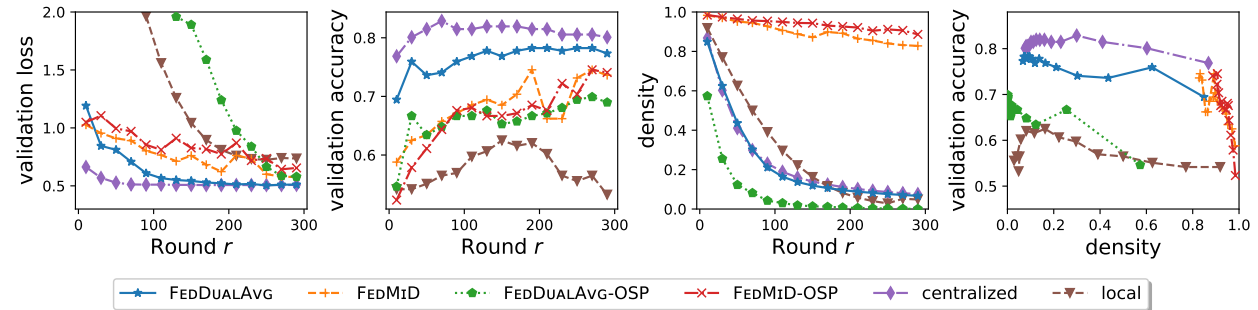 validation loss
2.0
1.5
1.0
0.5
0
100
200
300
Round r
validation accuracy
0.8
0.7
0.6
0
100
200
300
Round r
density
1.0
0.8
0.6
0.4
0.2
0.0
0
100
200
300
Round r
validation accuracy
0.8
0.7
0.6
0.5
0.0
0.2
0.4
0.6
0.8
1.0
density
FEDDUALAVG
FEDMID
FEDDUALAVG-OSP
FEDMID-OSP
centralized
local